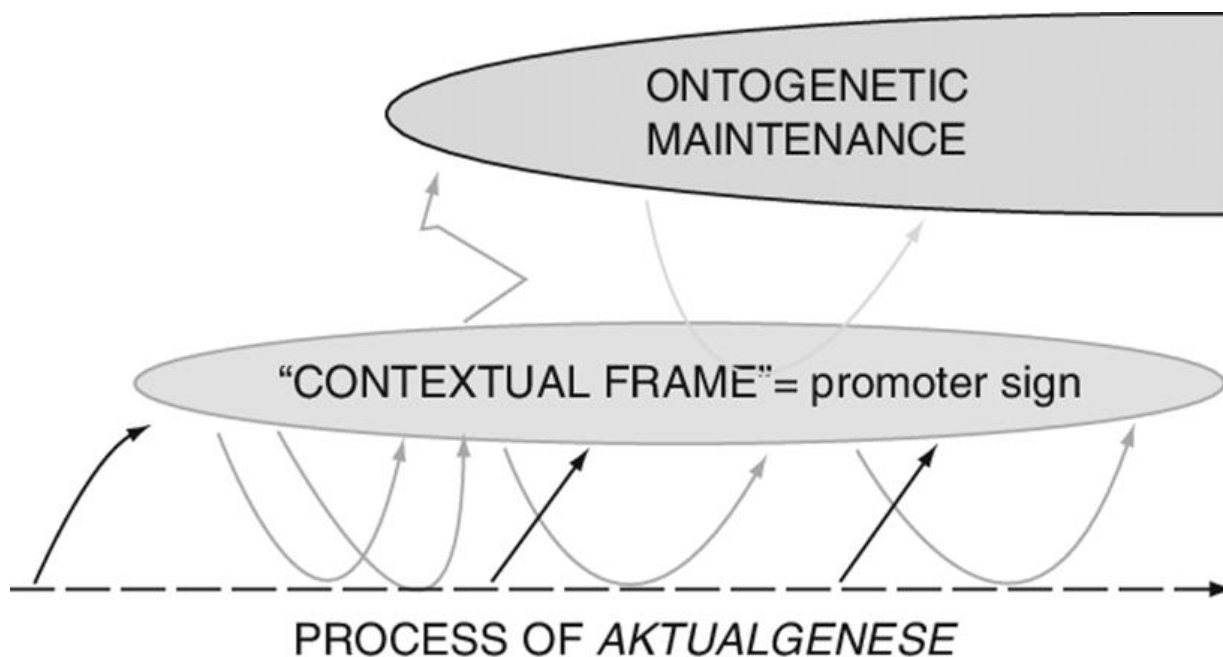 ONTOGENETIC
MAINTENANCE
“CONTEXTUAL FRAME”= promoter sign
PROCESS OF AKTUALGENESE